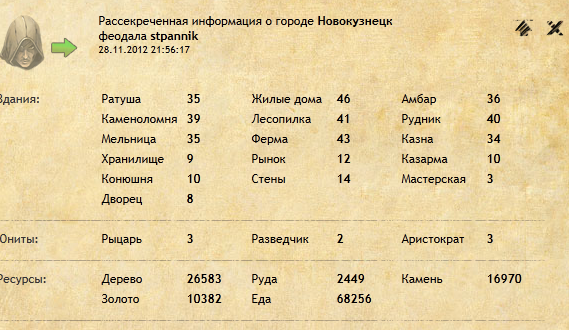 Рассекреченная информация о городе Новокузнецк
феодала stpannik
28.11.2012 21:56:17
Здания: Ратуша 35 Жилые дома 46 Амбар 36
Каменоломня 39 Лесопилка 41 Рудник 40
Мельница 35 Ферма 43 Казна 34
Хранилище 9 Рынок 12 Казарма 10
Конюшня 10 Стены 14 Мастерская 3
Дворец 8
Юниты: Рыцарь 3 Разведчик 2 Аристократ 3
Ресурсы: Дерево 26583 Руда 2449 Камень 16970
Золото 10382 Еда 68256